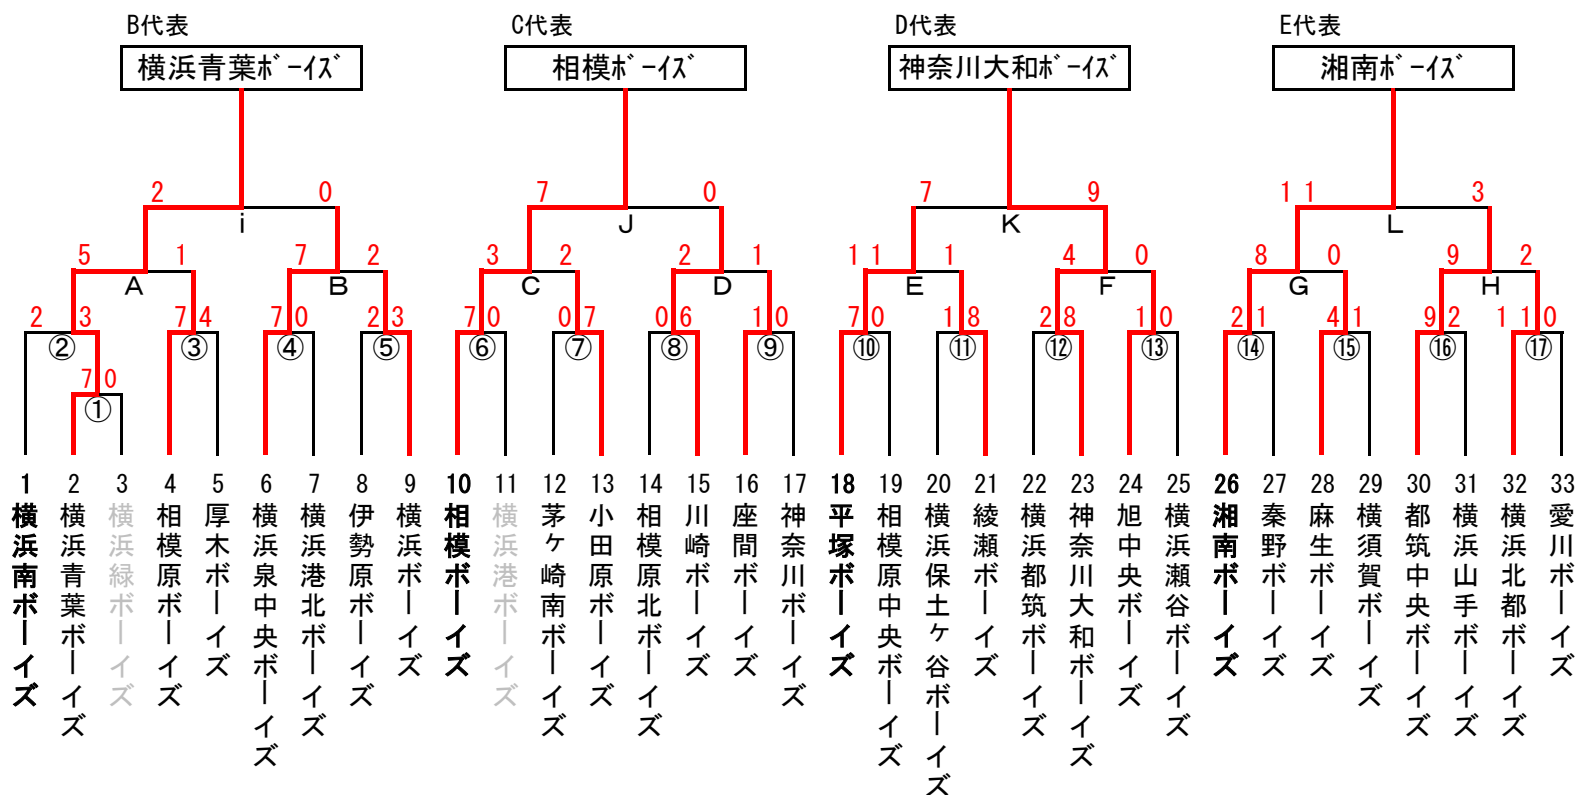 B代表 C代表 D代表 E代表
横浜青葉ﾎﾞｰｲｽﾞ 相模ﾎﾞｰｲｽﾞ 神奈川大和ﾎﾞｰｲｽﾞ 湘南ﾎﾞｰｲｽﾞ
2 0 7 0 7 9 11 3
i J K L
5 1 7 2 3 2 2 1 11 1 4 0 8 0 9 2
A B C D E F G H
2 3 7 4 7 0 2 3 7 0 0 7 0 6 1 0 7 0 1 8 2 8 1 0 2 1 4 1 9 2 11 0
② ③ ④ ⑤ ⑥ ⑦ ⑧ ⑨ ⑩ ⑪ ⑫ ⑬ ⑭ ⑮ ⑯ ⑰
7 0
①
1 横浜南ボーイズ
2 横浜青葉ボーイズ
3 横浜緑ボーイズ
4 相模原ボーイズ
5 厚木ボーイズ
6 横浜泉中央ボーイズ
7 横浜港北ボーイズ
8 伊勢原ボーイズ
9 横浜ボーイズ
10 相模ボーイズ
11 横浜港ボーイズ
12 茅ケ崎南ボーイズ
13 小田原ボーイズ
14 相模原北ボーイズ
15 川崎ボーイズ
16 座間ボーイズ
17 神奈川ボーイズ
18 平塚ボーイズ
19 相模原中央ボーイズ
20 横浜保土ヶ谷ボーイズ
21 綾瀬ボーイズ
22 横浜都筑ボーイズ
23 神奈川大和ボーイズ
24 旭中央ボーイズ
25 横浜瀬谷ボーイズ
26 湘南ボーイズ
27 秦野ボーイズ
28 麻生ボーイズ
29 横須賀ボーイズ
30 都筑中央ボーイズ
31 横浜山手ボーイズ
32 横浜北都ボーイズ
33 愛川ボーイズ